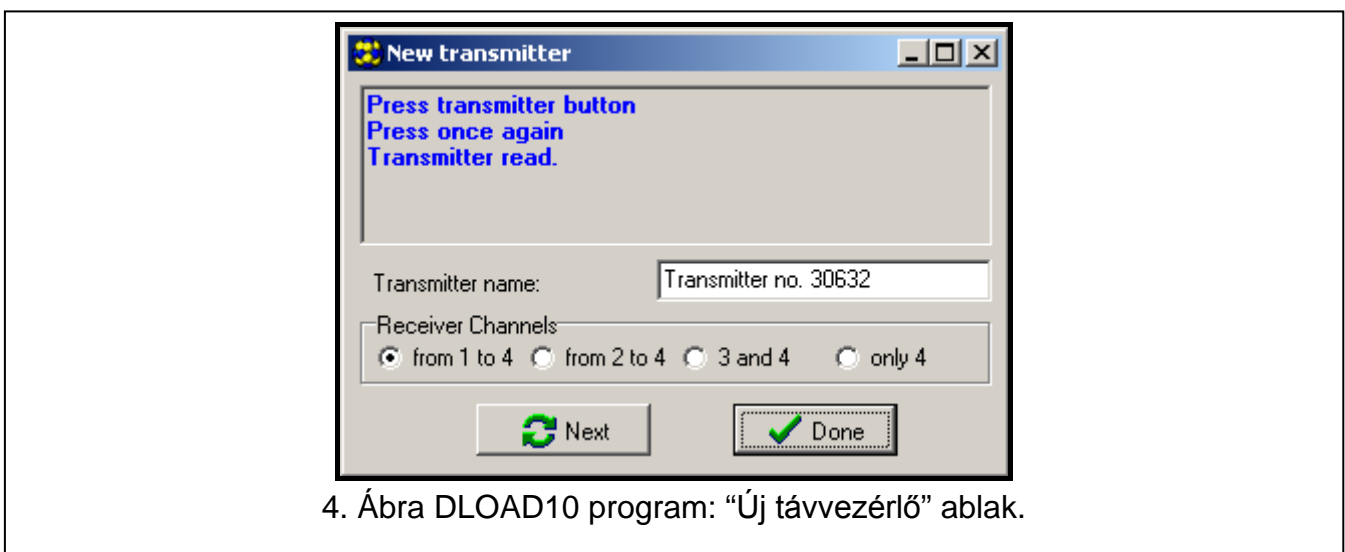 New transmitter
Press transmitter button
Press once again
Transmitter read.
Transmitter name: Transmitter no. 30632
Receiver Channels
from 1 to 4 from 2 to 4 3 and 4 only 4
Next Done
4. Ábra DLOAD10 program: “Új távvezérlő” ablak.